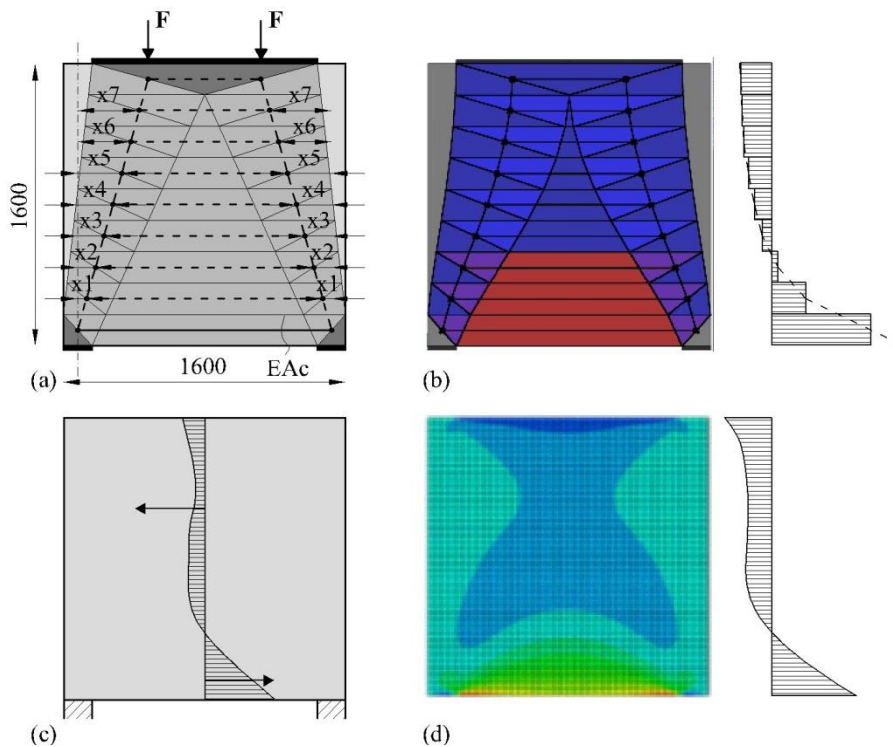 F F
x7 x7
x6 x6
x5 x5
x4 x4
x3 x3
x2 x2
x1 x1
1600
EAc
1600
(a)
(b)
(c)
(d)